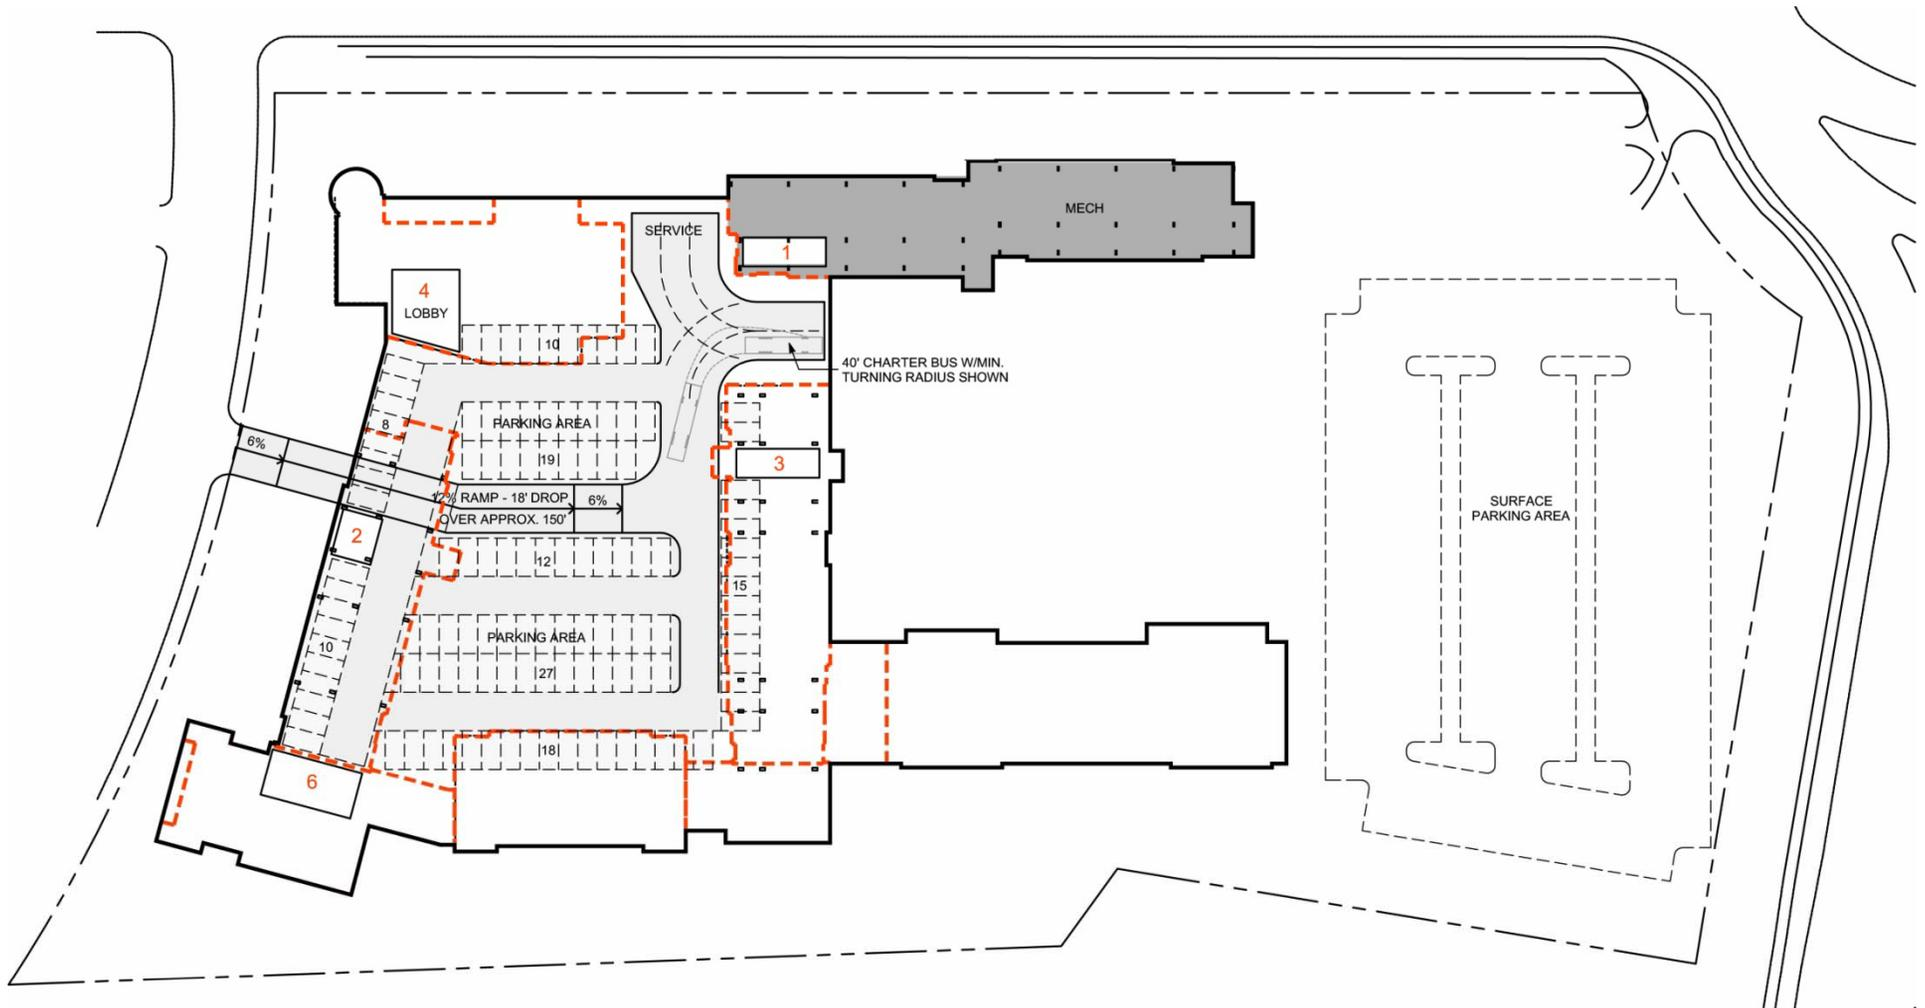 MECH
SERVICE
1
4
LOBBY
10
40' CHARTER BUS W/MIN.
TURNING RADIUS SHOWN
8
PARKING AREA
6%
19
3
12% RAMP - 18' DROP
6%
OVER APPROX. 150'
SURFACE
PARKING AREA
2
12
15
PARKING AREA
10
27
18
6